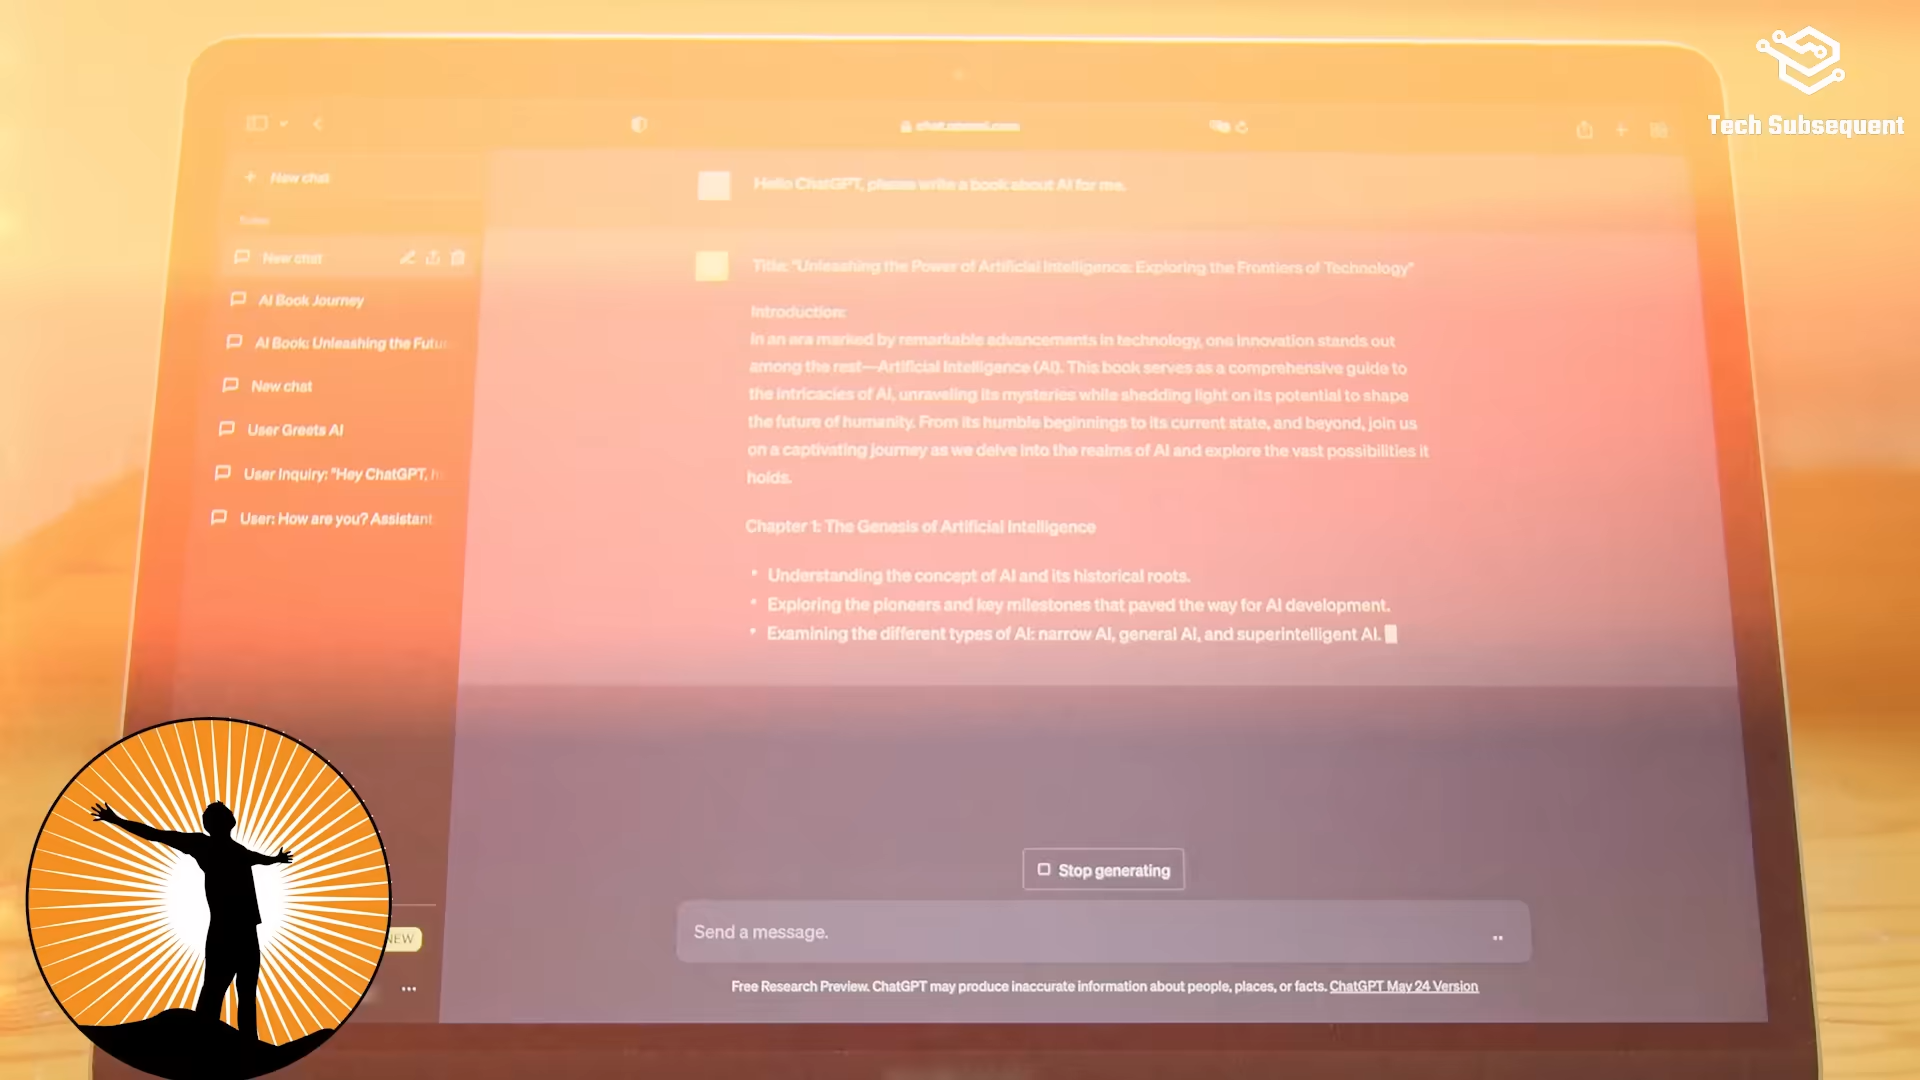 Tech Subsequent
New chat
Hello ChatGPT, please write a book about AI for me.
New chat
Title: "Unleashing the Power of Artificial Intelligence: Exploring the Frontiers of Technology"
AI Book Journey
Introduction:
AI Book: Unleashing the Futu
In an era marked by remarkable advancements in technology, one innovation stands out
among the rest—Artificial Intelligence (AI). This book serves as a comprehensive guide to
New chat
the intricacies of AI, unraveling its mysteries while shedding light on its potential to shape
the future of humanity. From its humble beginnings to its current state, and beyond, join us
User Greets AI
on a captivating journey as we delve into the realms of AI and explore the vast possibilities it
User Inquiry: "Hey ChatGPT, h
holds.
User: How are you? Assistant
Chapter 1: The Genesis of Artificial Intelligence
• Understanding the concept of AI and its historical roots.
• Exploring the pioneers and key milestones that paved the way for AI development.
• Examining the different types of AI: narrow AI, general AI, and superintelligent AI.
Stop generating
Send a message.
NEW
Free Research Preview. ChatGPT may produce inaccurate information about people, places, or facts. ChatGPT May 24 Version